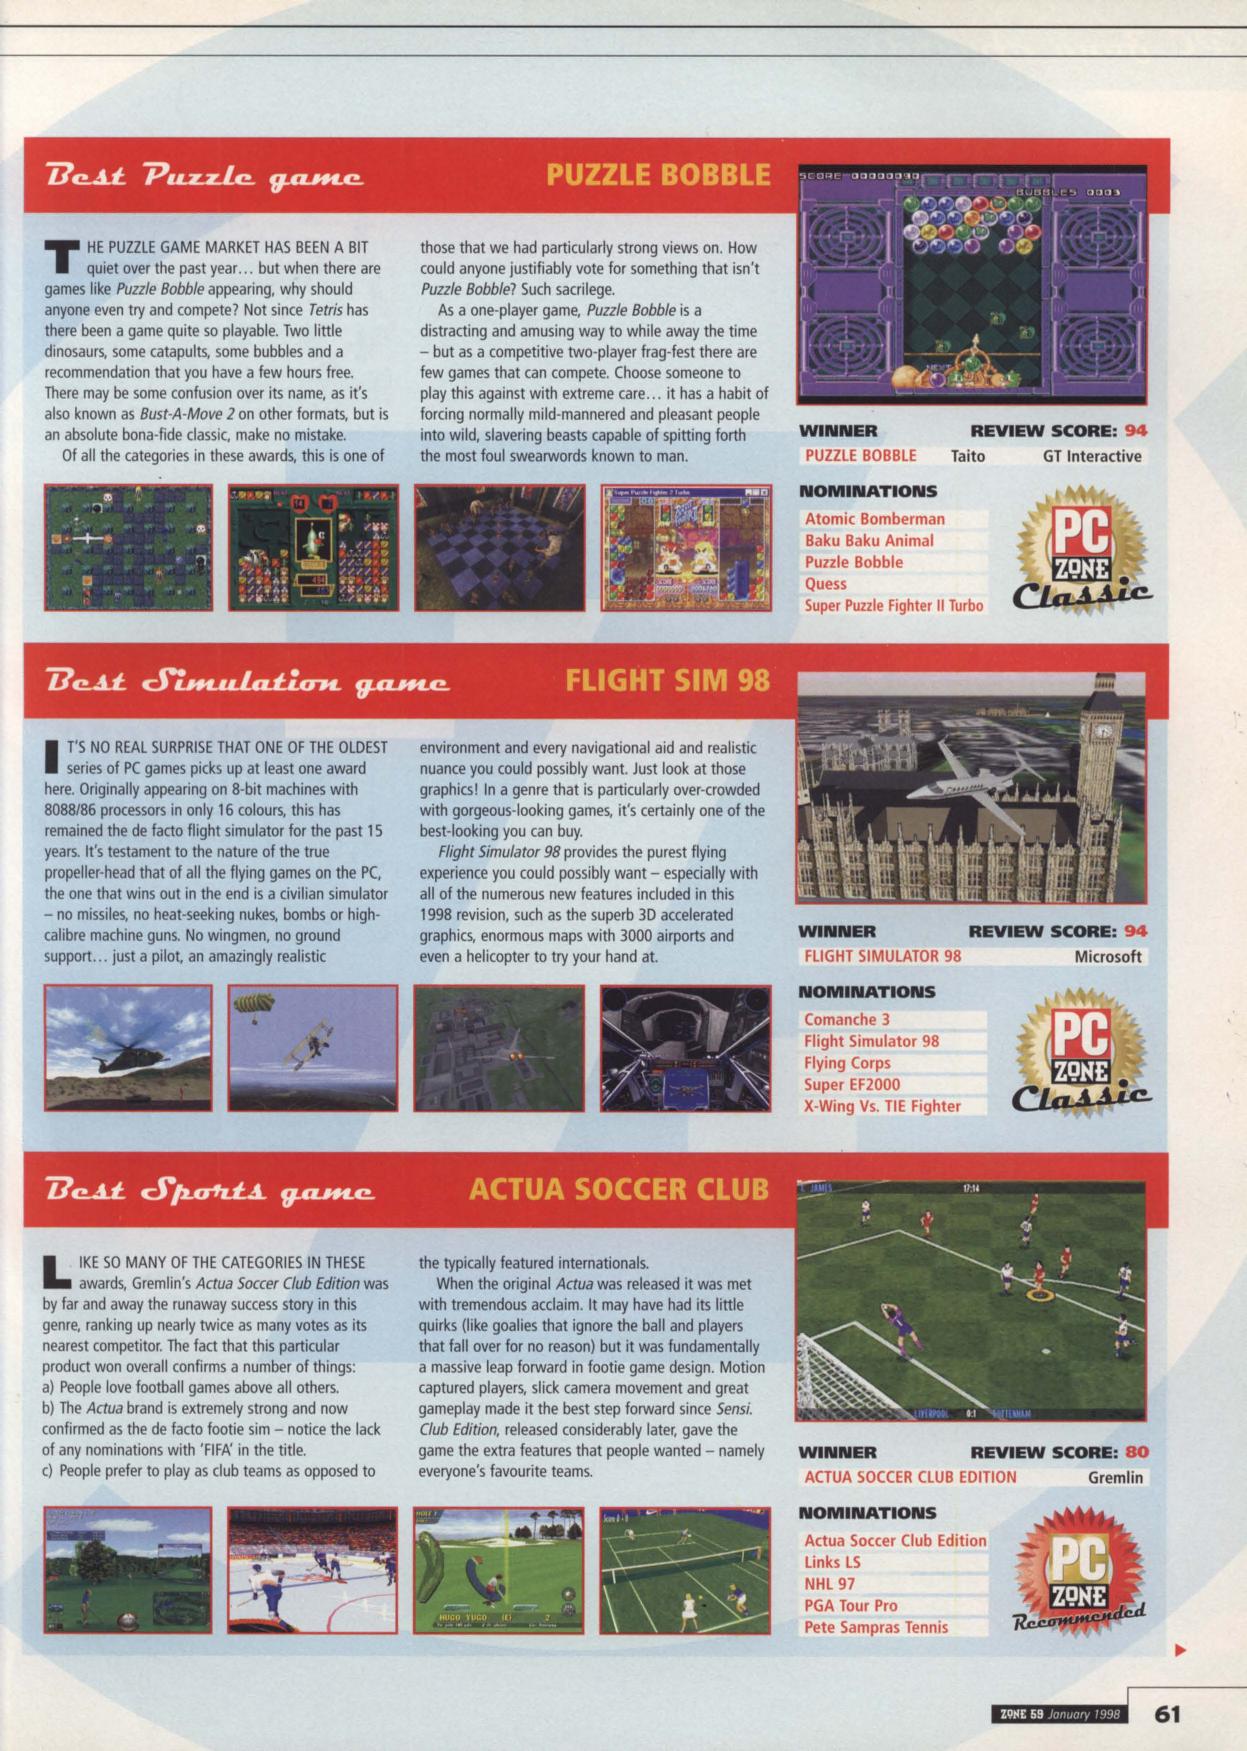 Best Puzzle game
PUZZLE BOBBLE
THE PUZZLE GAME MARKET HAS BEEN A BIT
quiet over the past year... but when there are
games like Puzzle Bobble appearing, why should
anyone even try and compete? Not since Tetris has
there been a game quite so playable. Two little
dinosaurs, some catapults, some bubbles and a
recommendation that you have a few hours free.
There may be some confusion over its name, as it's
also known as Bust-A-Move 2 on other formats, but is
an absolute bona-fide classic, make no mistake.
Of all the categories in these awards, this is one of
those that we had particularly strong views on. How
could anyone justifiably vote for something that isn't
Puzzle Bobble? Such sacrilege.
As a one-player game, Puzzle Bobble is a
distracting and amusing way to while away the time
– but as a competitive two-player frag-fest there are
few games that can compete. Choose someone to
play this against with extreme care... it has a habit of
forcing normally mild-mannered and pleasant people
into wild, slavering beasts capable of spitting forth
the most foul swearwords known to man.
BUBBLES 0003
WINNER REVIEW SCORE: 94
PUZZLE BOBBLE Taito GT Interactive
NOMINATIONS
Atomic Bomberman
Baku Baku Animal
Puzzle Bobble
Quess
Super Puzzle Fighter II Turbo
PC
ZONE
Classic
Super Puzzle Fighter 2 Turbo
Best Simulation game
FLIGHT SIM 98
IT'S NO REAL SURPRISE THAT ONE OF THE OLDEST
series of PC games picks up at least one award
here. Originally appearing on 8-bit machines with
8088/86 processors in only 16 colours, this has
remained the de facto flight simulator for the past 15
years. It's testament to the nature of the true
propeller-head that of all the flying games on the PC,
the one that wins out in the end is a civilian simulator
– no missiles, no heat-seeking nukes, bombs or high-
calibre machine guns. No wingmen, no ground
support... just a pilot, an amazingly realistic
environment and every navigational aid and realistic
nuance you could possibly want. Just look at those
graphics! In a genre that is particularly over-crowded
with gorgeous-looking games, it's certainly one of the
best-looking you can buy.
Flight Simulator 98 provides the purest flying
experience you could possibly want – especially with
all of the numerous new features included in this
1998 revision, such as the superb 3D accelerated
graphics, enormous maps with 3000 airports and
even a helicopter to try your hand at.
WINNER REVIEW SCORE: 94
FLIGHT SIMULATOR 98 Microsoft
NOMINATIONS
Comanche 3
Flight Simulator 98
Flying Corps
Super EF2000
X-Wing Vs. TIE Fighter
PC
ZONE
Classic
Best Sports game
ACTUA SOCCER CLUB
LIKE SO MANY OF THE CATEGORIES IN THESE
awards, Gremlin's Actua Soccer Club Edition was
by far and away the runaway success story in this
genre, ranking up nearly twice as many votes as its
nearest competitor. The fact that this particular
product won overall confirms a number of things:
a) People love football games above all others.
b) The Actua brand is extremely strong and now
confirmed as the de facto footie sim – notice the lack
of any nominations with 'FIFA' in the title.
c) People prefer to play as club teams as opposed to
the typically featured internationals.
When the original Actua was released it was met
with tremendous acclaim. It may have had its little
quirks (like goalies that ignore the ball and players
that fall over for no reason) but it was fundamentally
a massive leap forward in footie game design. Motion
captured players, slick camera movement and great
gameplay made it the best step forward since Sensi.
Club Edition, released considerably later, gave the
game the extra features that people wanted – namely
everyone's favourite teams.
JAMES 17:14
LIVERPOOL 0:1 TOTTENHAM
WINNER REVIEW SCORE: 80
ACTUA SOCCER CLUB EDITION Gremlin
NOMINATIONS
Actua Soccer Club Edition
Links LS
NHL 97
PGA Tour Pro
Pete Sampras Tennis
PC
ZONE
Recommended
HUGO YUGO (E) 2
ZONE 59 January 1998 61